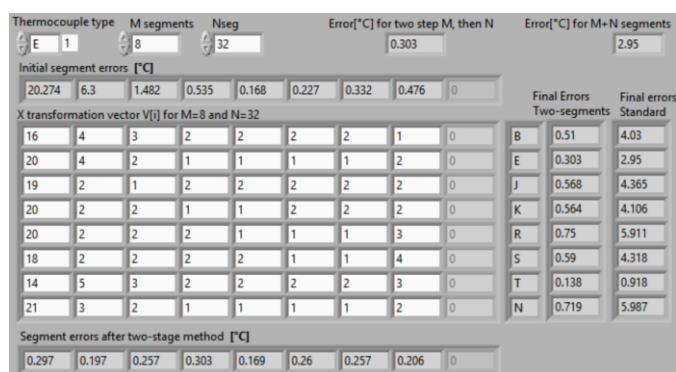 Thermocouple type M segments Nseg Error[°C] for two step M, then N Error[°C] for M+N segments
E 1 8 32 0.303 2.95
Initial segment errors [°C]
20.274 6.3 1.482 0.535 0.168 0.227 0.332 0.476 0
Final Errors Two-segments Final errors Standard
X transformation vector V[i] for M=8 and N=32
16 4 3 2 2 2 2 1 0 B 0.51 4.03
20 4 2 1 1 1 1 2 0 E 0.303 2.95
19 2 1 2 2 2 2 2 0 J 0.568 4.365
20 2 2 1 1 2 2 2 0 K 0.564 4.106
20 2 2 2 1 1 1 3 0 R 0.75 5.911
18 2 2 2 2 1 1 4 0 S 0.59 4.318
14 5 3 2 2 2 2 3 0 T 0.138 0.918
21 3 2 1 1 1 1 2 0 N 0.719 5.987
Segment errors after two-stage method [°C]
0.297 0.197 0.257 0.303 0.169 0.26 0.257 0.206 0